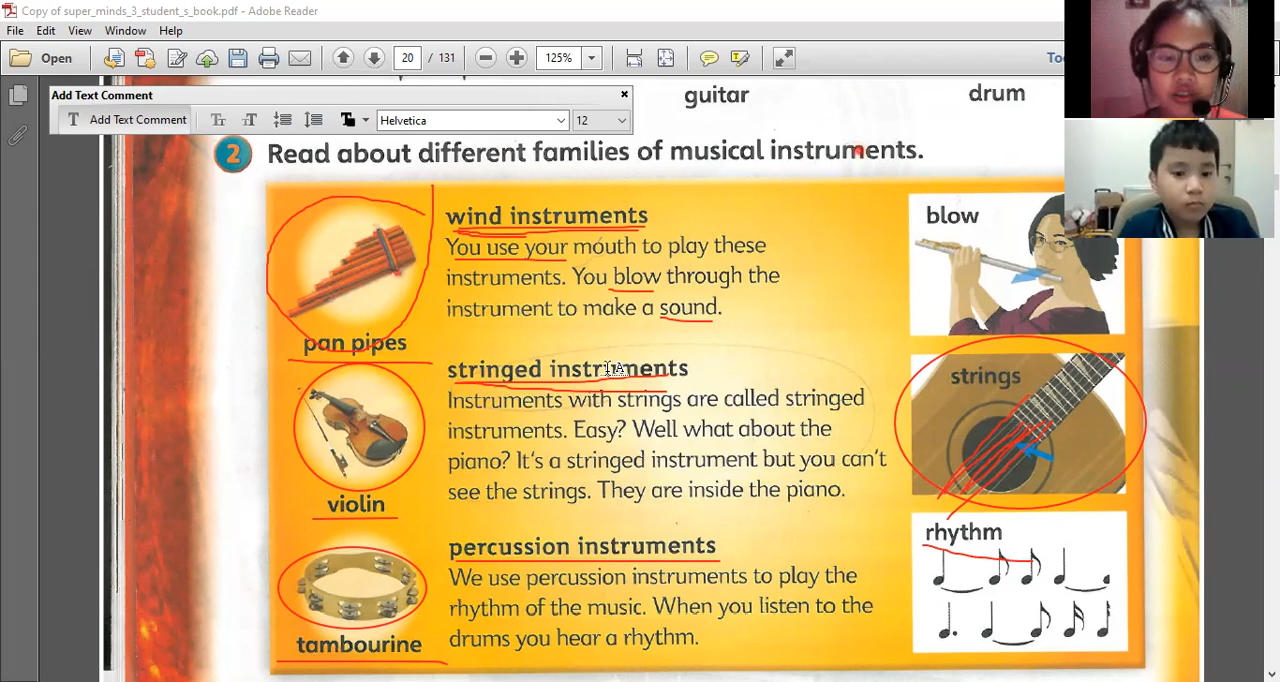 Copy of super_minds_3_student_s_book.pdf - Adobe Reader
File Edit View Window Help
Open 20 / 131 125%
Add Text Comment
Add Text Comment Helvetica 12
guitar drum
2 Read about different families of musical instruments.
wind instruments
You use your mouth to play these
instruments. You blow through the
instrument to make a sound.
pan pipes
blow
stringed instruments
Instruments with strings are called stringed
instruments. Easy? Well what about the
piano? It's a stringed instrument but you can't
see the strings. They are inside the piano.
violin
strings
percussion instruments
We use percussion instruments to play the
rhythm of the music. When you listen to the
drums you hear a rhythm.
tambourine
rhythm